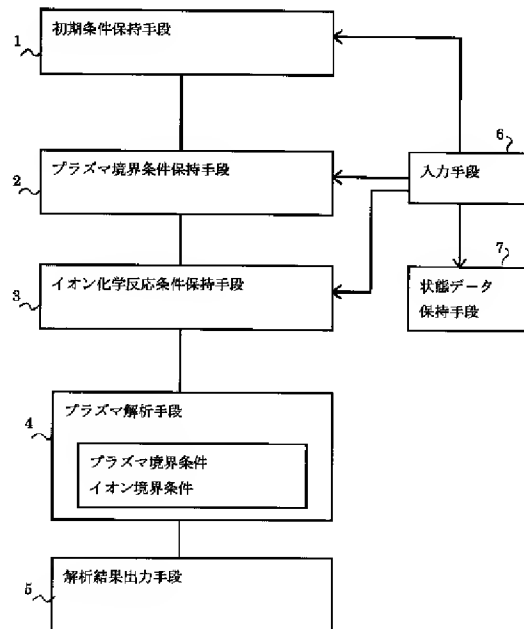 1
初期条件保持手段
2
プラズマ境界条件保持手段
3
イオン化学反応条件保持手段
4
プラズマ解析手段
プラズマ境界条件
イオン境界条件
5
解析結果出力手段
6
入力手段
7
状態データ
保持手段